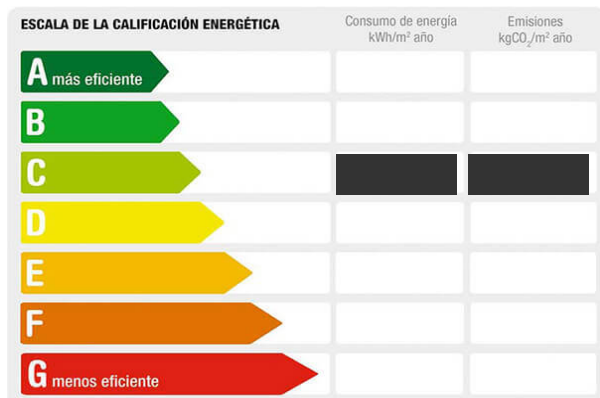 ESCALA DE LA CALIFICACIÓN ENERGÉTICA
Consumo de energía
kWh/m² año
Emisiones
kgCO₂/m² año
A más eficiente
B
C
D
E
F
G menos eficiente